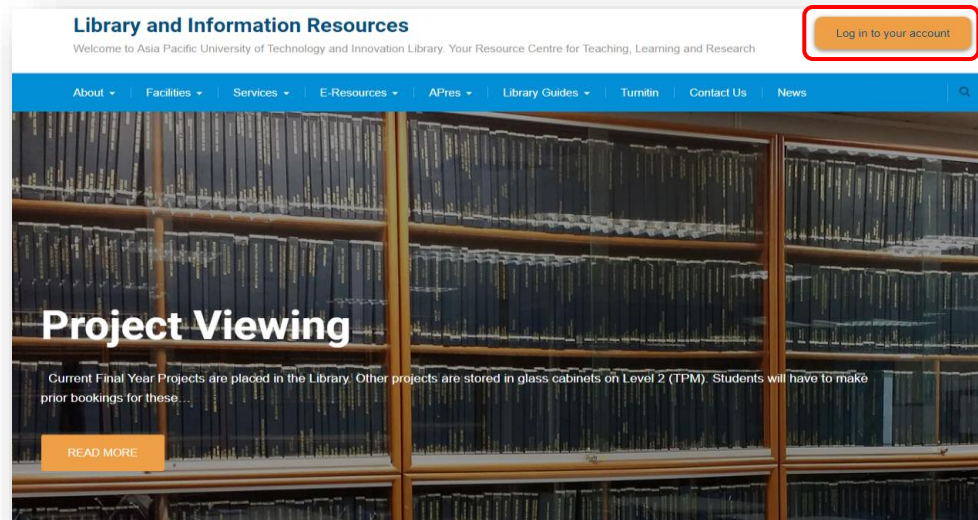 Library and Information Resources
Welcome to Asia Pacific University of Technology and Innovation Library. Your Resource Centre for Teaching, Learning and Research
Log in to your account
About
Facilities
Services
E-Resources
APres
Library Guides
Turnitin
Contact Us
News
Project Viewing
Current Final Year Projects are placed in the Library. Other projects are stored in glass cabinets on Level 2 (TPM). Students will have to make
prior bookings for these…
READ MORE